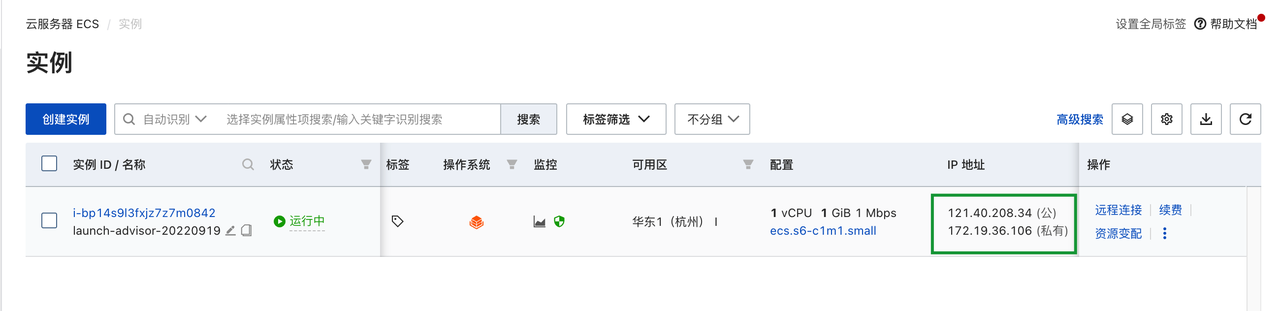 云服务器 ECS / 实例
设置全局标签 帮助文档
实例
创建实例 自动识别 选择实例属性项搜索/输入关键字识别搜索 搜索 标签筛选 不分组 高级搜索
实例 ID / 名称 状态 标签 操作系统 监控 可用区 配置 IP 地址 操作
i-bp14s9l3fxjz7z7m0842
launch-advisor-20220919
运行中
华东1（杭州） I
1 vCPU 1 GiB 1 Mbps
ecs.s6-c1m1.small
121.40.208.34 (公)
172.19.36.106 (私有)
远程连接 续费
资源变配